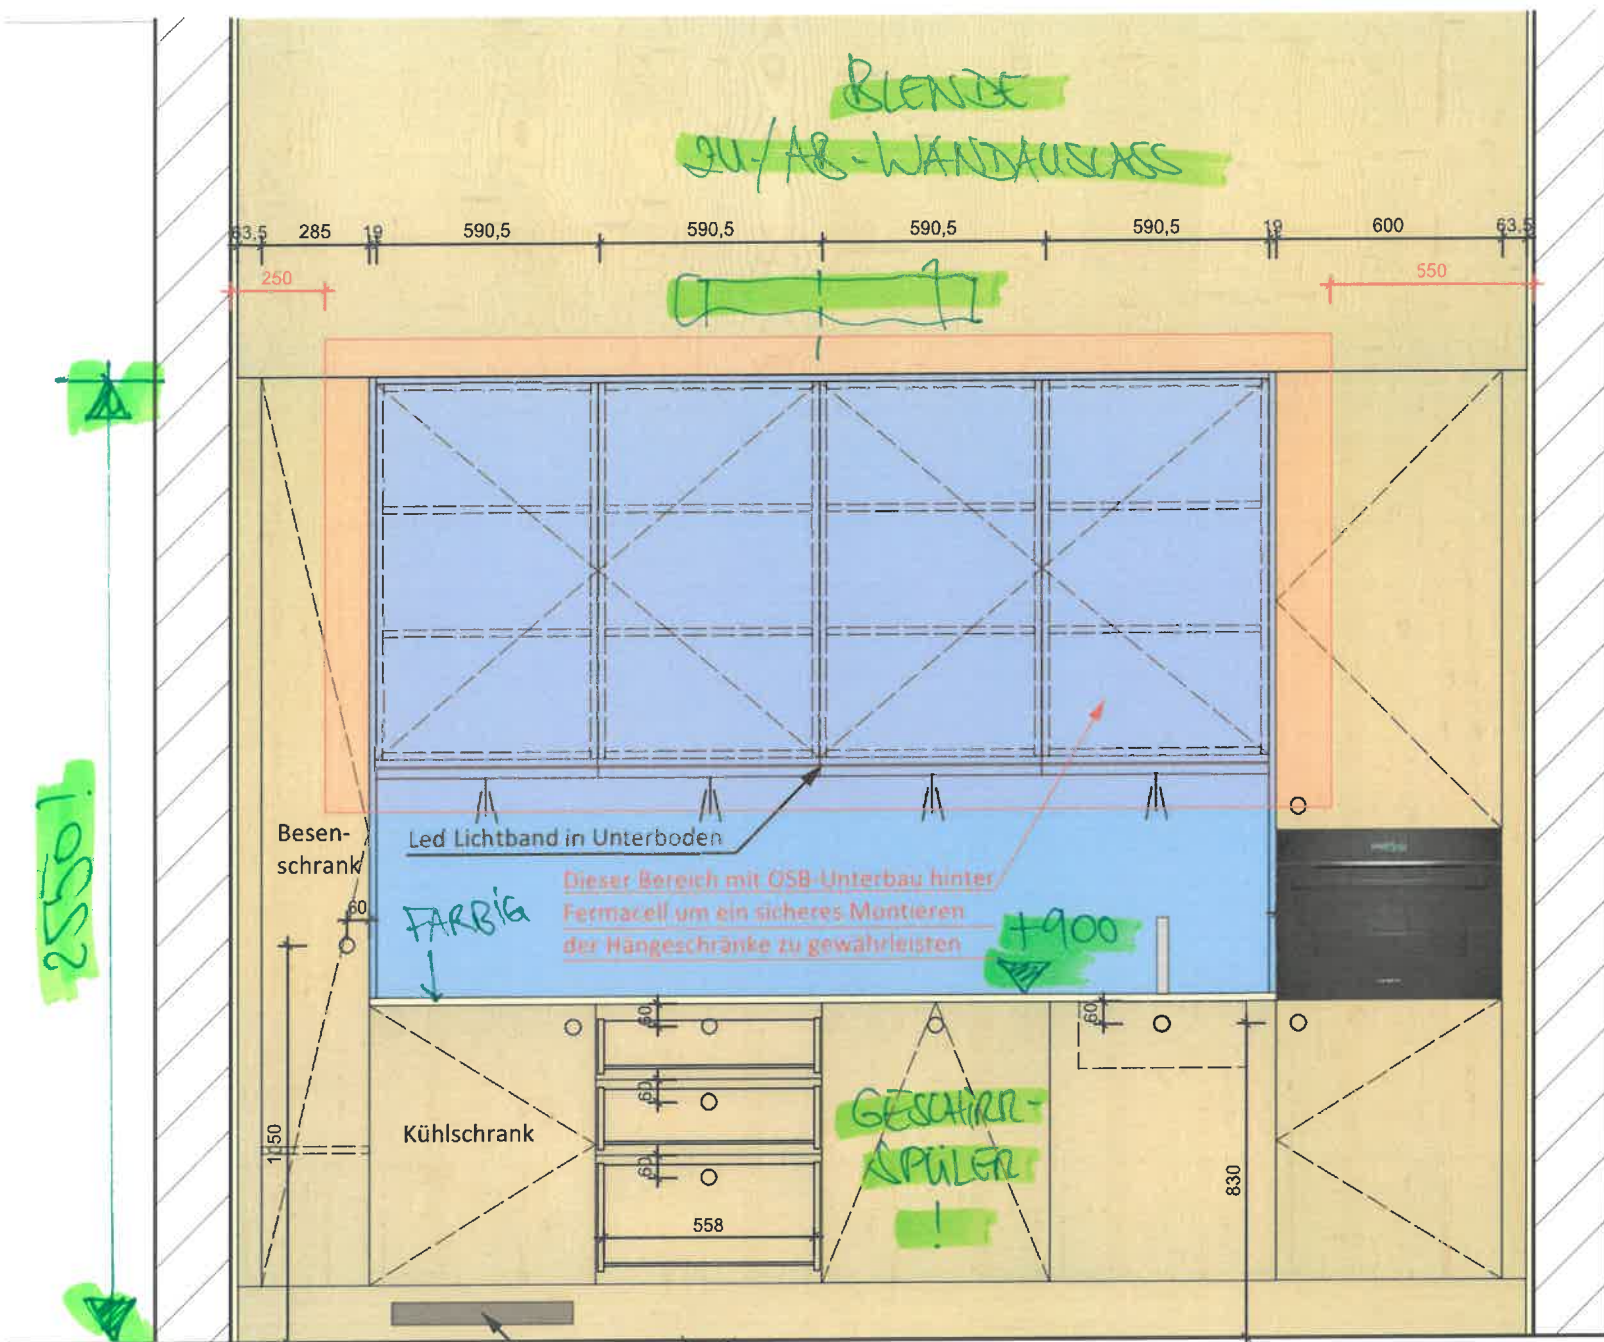 BLENDE
ZU-/AB-WANDAUSLASS
63,5 285 19 590,5 590,5 590,5 590,5 19 600 63,5
250 550
2550!
Besen-
schrank
Led Lichtband in Unterboden
Dieser Bereich mit OSB-Unterbau hinter
Fermacell um ein sicheres Montieren
der Hängeschränke zu gewährleisten
FARBIG
+900
60
60
60
60
60
Kühlschrank
GESCHIRR-
SPÜLER
!
1050
558
830